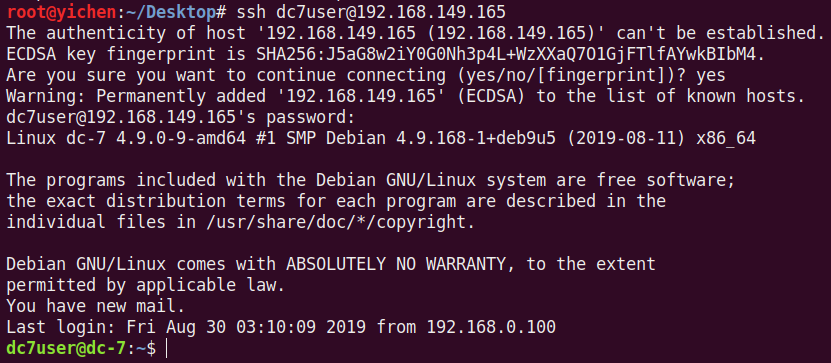 root@yichen:~/Desktop# ssh dc7user@192.168.149.165
The authenticity of host '192.168.149.165 (192.168.149.165)' can't be established.
ECDSA key fingerprint is SHA256:J5aG8w2iY0G0Nh3p4L+WzXXaQ7O1GjFTlfAYwkBIbM4.
Are you sure you want to continue connecting (yes/no/[fingerprint])? yes
Warning: Permanently added '192.168.149.165' (ECDSA) to the list of known hosts.
dc7user@192.168.149.165's password:
Linux dc-7 4.9.0-9-amd64 #1 SMP Debian 4.9.168-1+deb9u5 (2019-08-11) x86_64
The programs included with the Debian GNU/Linux system are free software;
the exact distribution terms for each program are described in the
individual files in /usr/share/doc/*/copyright.
Debian GNU/Linux comes with ABSOLUTELY NO WARRANTY, to the extent
permitted by applicable law.
You have new mail.
Last login: Fri Aug 30 03:10:09 2019 from 192.168.0.100
dc7user@dc-7:~$